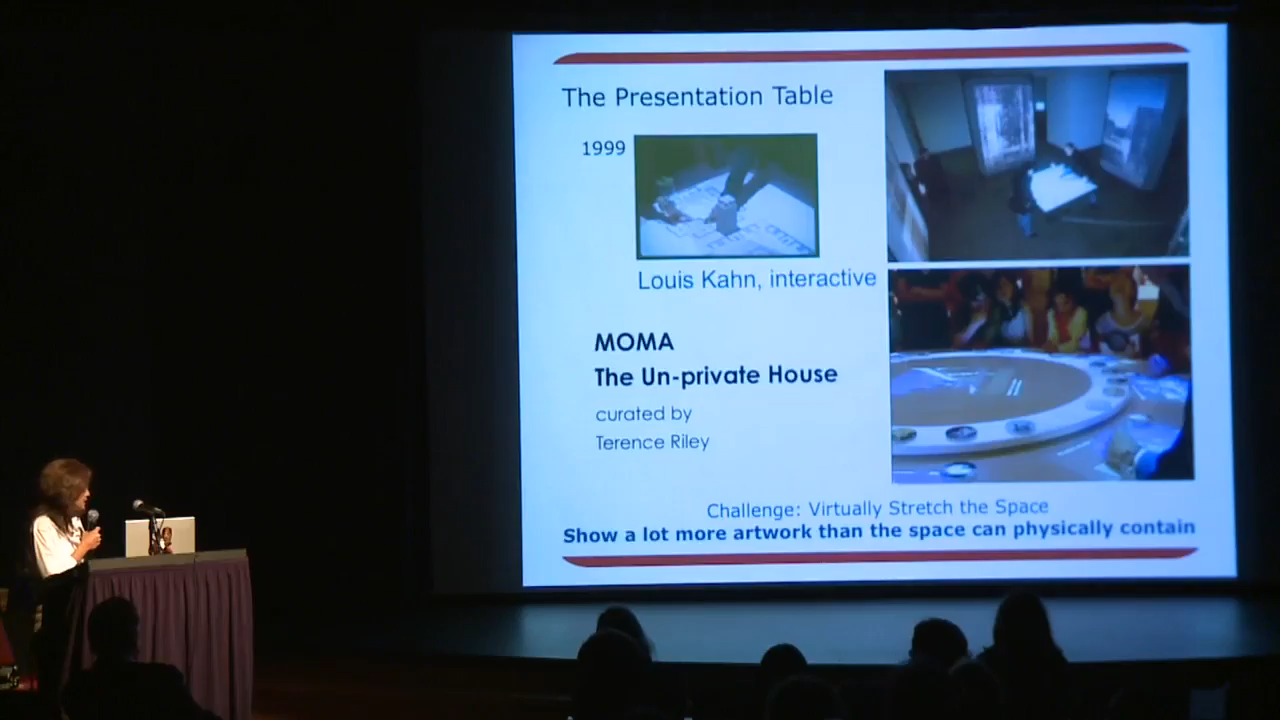 The Presentation Table
1999
Louis Kahn, interactive
MOMA
The Un-private House
curated by
Terence Riley
Challenge: Virtually Stretch the Space
Show a lot more artwork than the space can physically contain